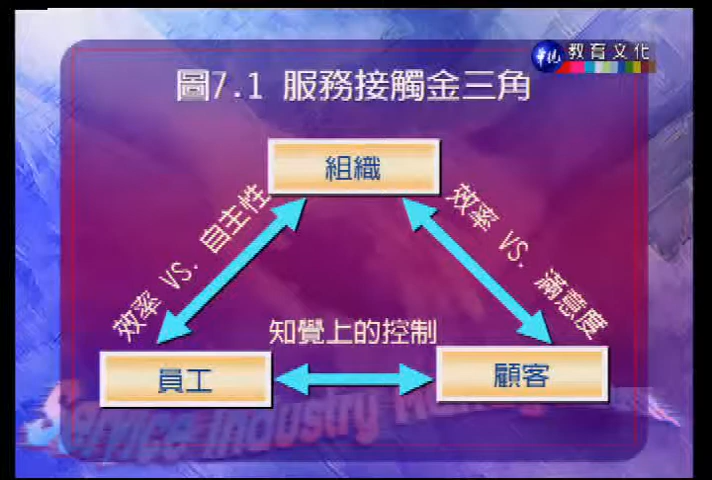 華視 教育文化
圖7.1 服務接觸金三角
組織
效率 VS. 自主性
效率 VS. 滿意度
知覺上的控制
員工
顧客
Service Industry